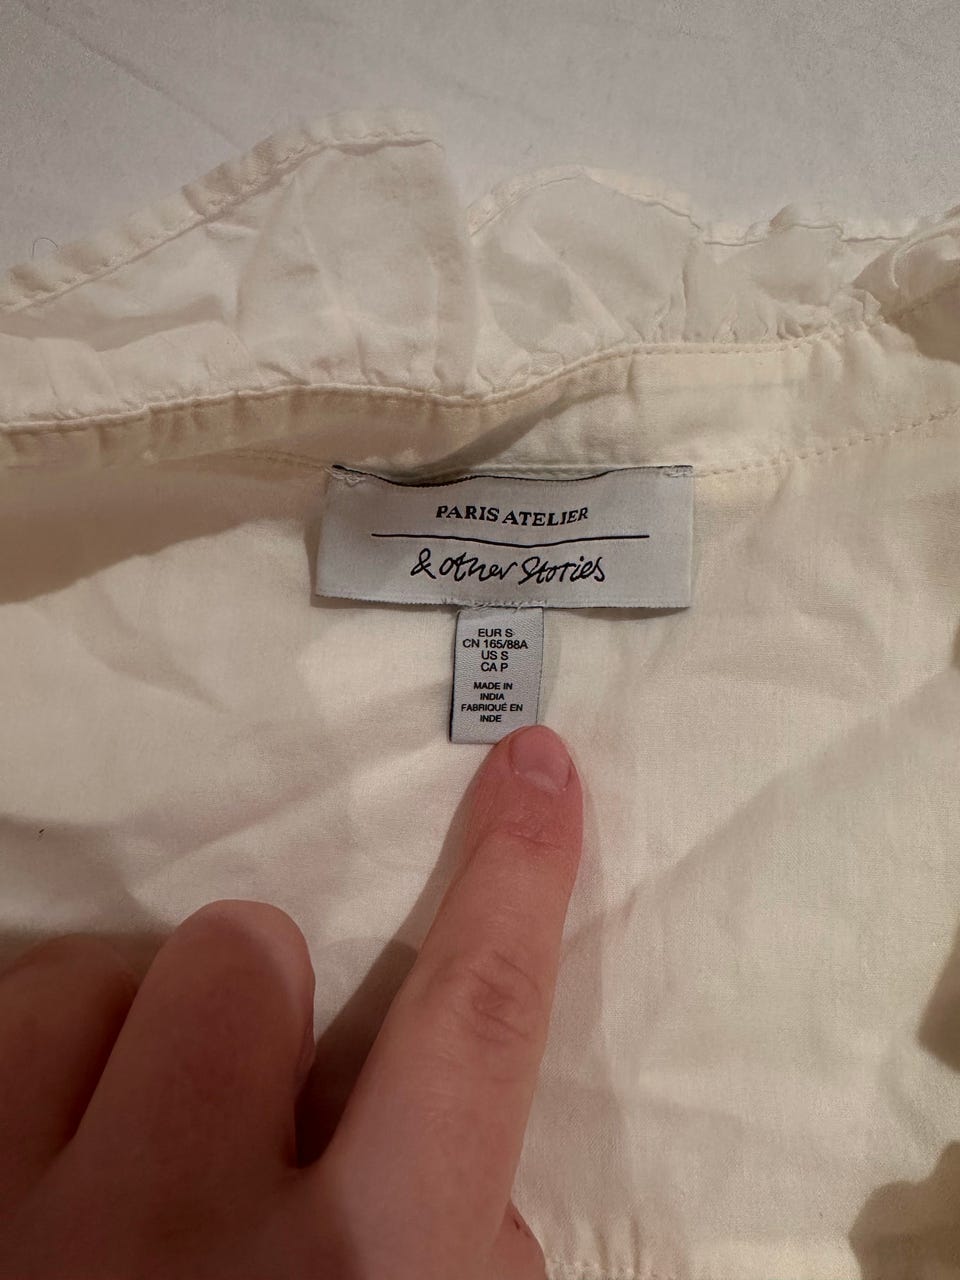 PARIS ATELIER
& other Stories
EUR S
CN 165/88A
US S
CA P
MADE IN
INDIA
FABRIQUÉ EN
INDE